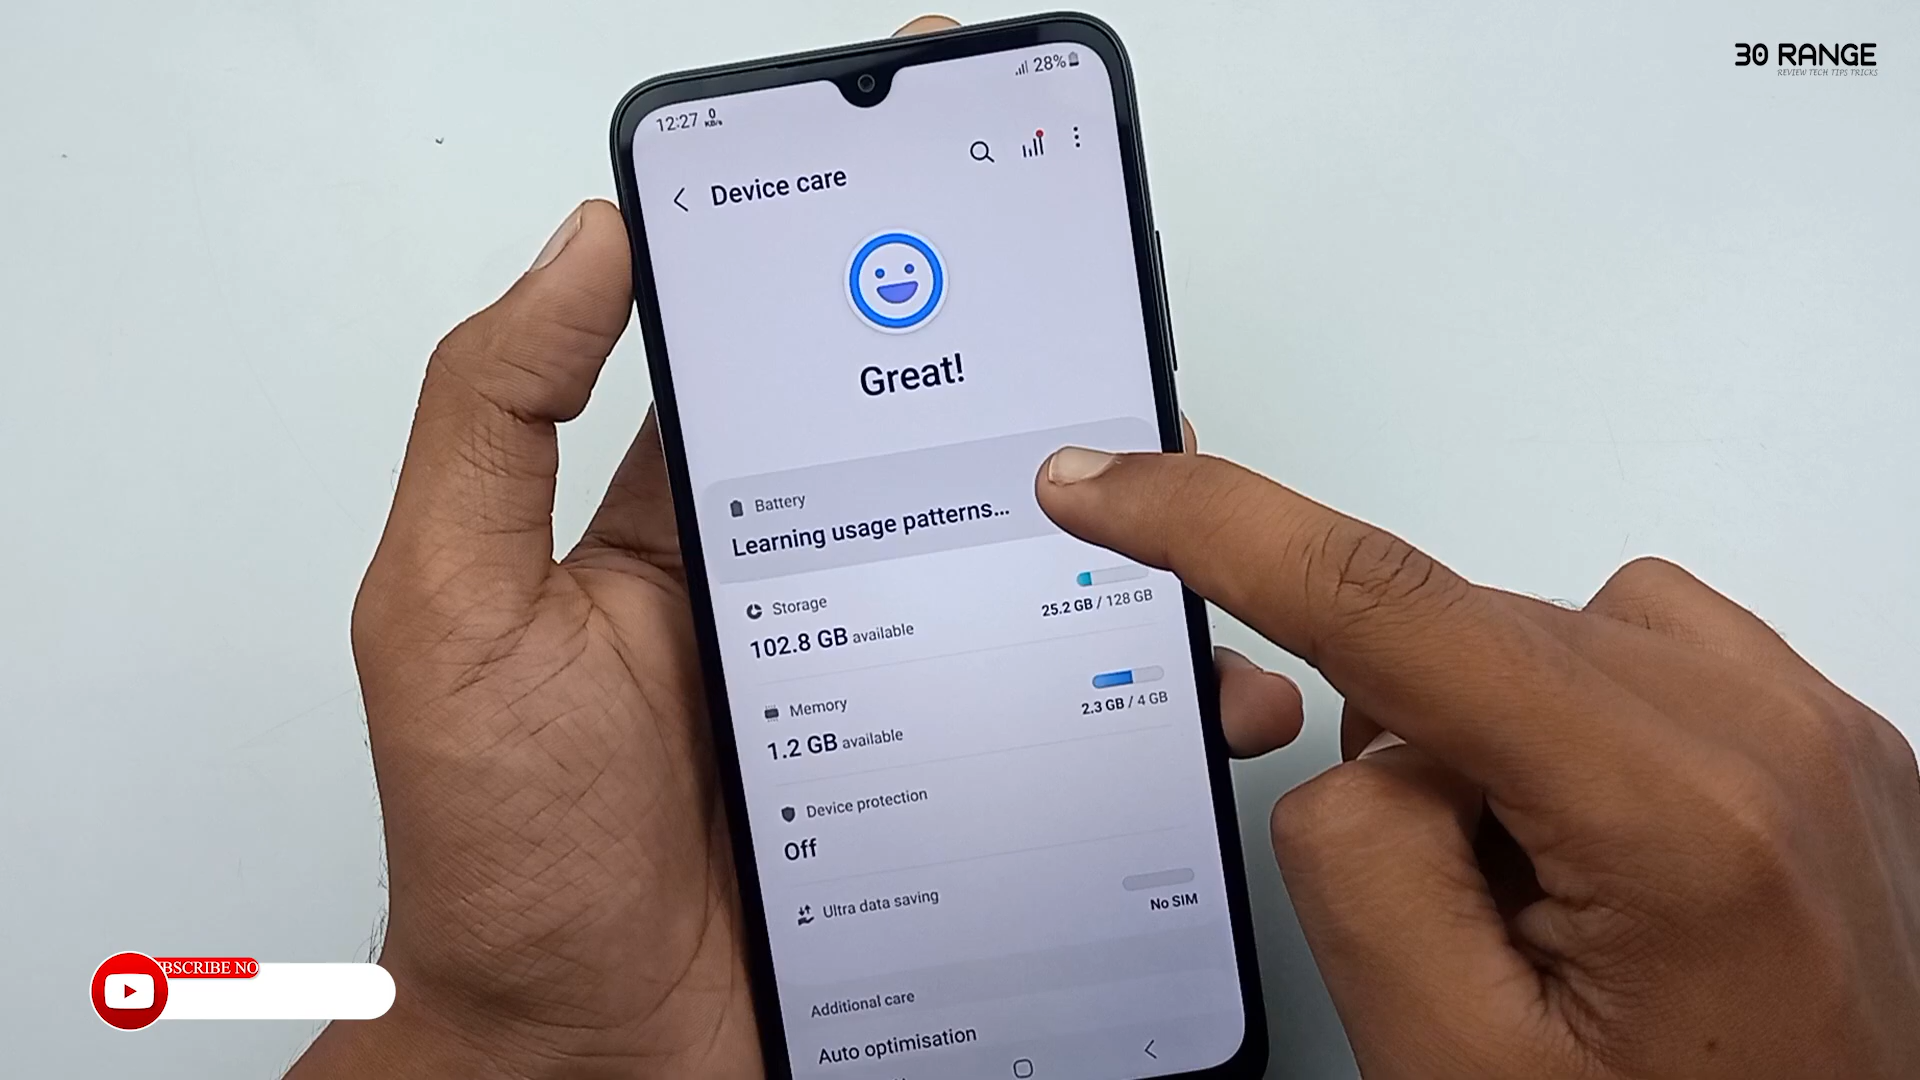 30 RANGE
REVIEW TECH TIPS TRICKS
12:27 0 KB/s
28%
Device care
Great!
Battery
Learning usage patterns...
Storage
102.8 GB available
25.2 GB / 128 GB
Memory
1.2 GB available
2.3 GB / 4 GB
Device protection
Off
Ultra data saving
No SIM
Additional care
Auto optimisation
BSCRIBE NO